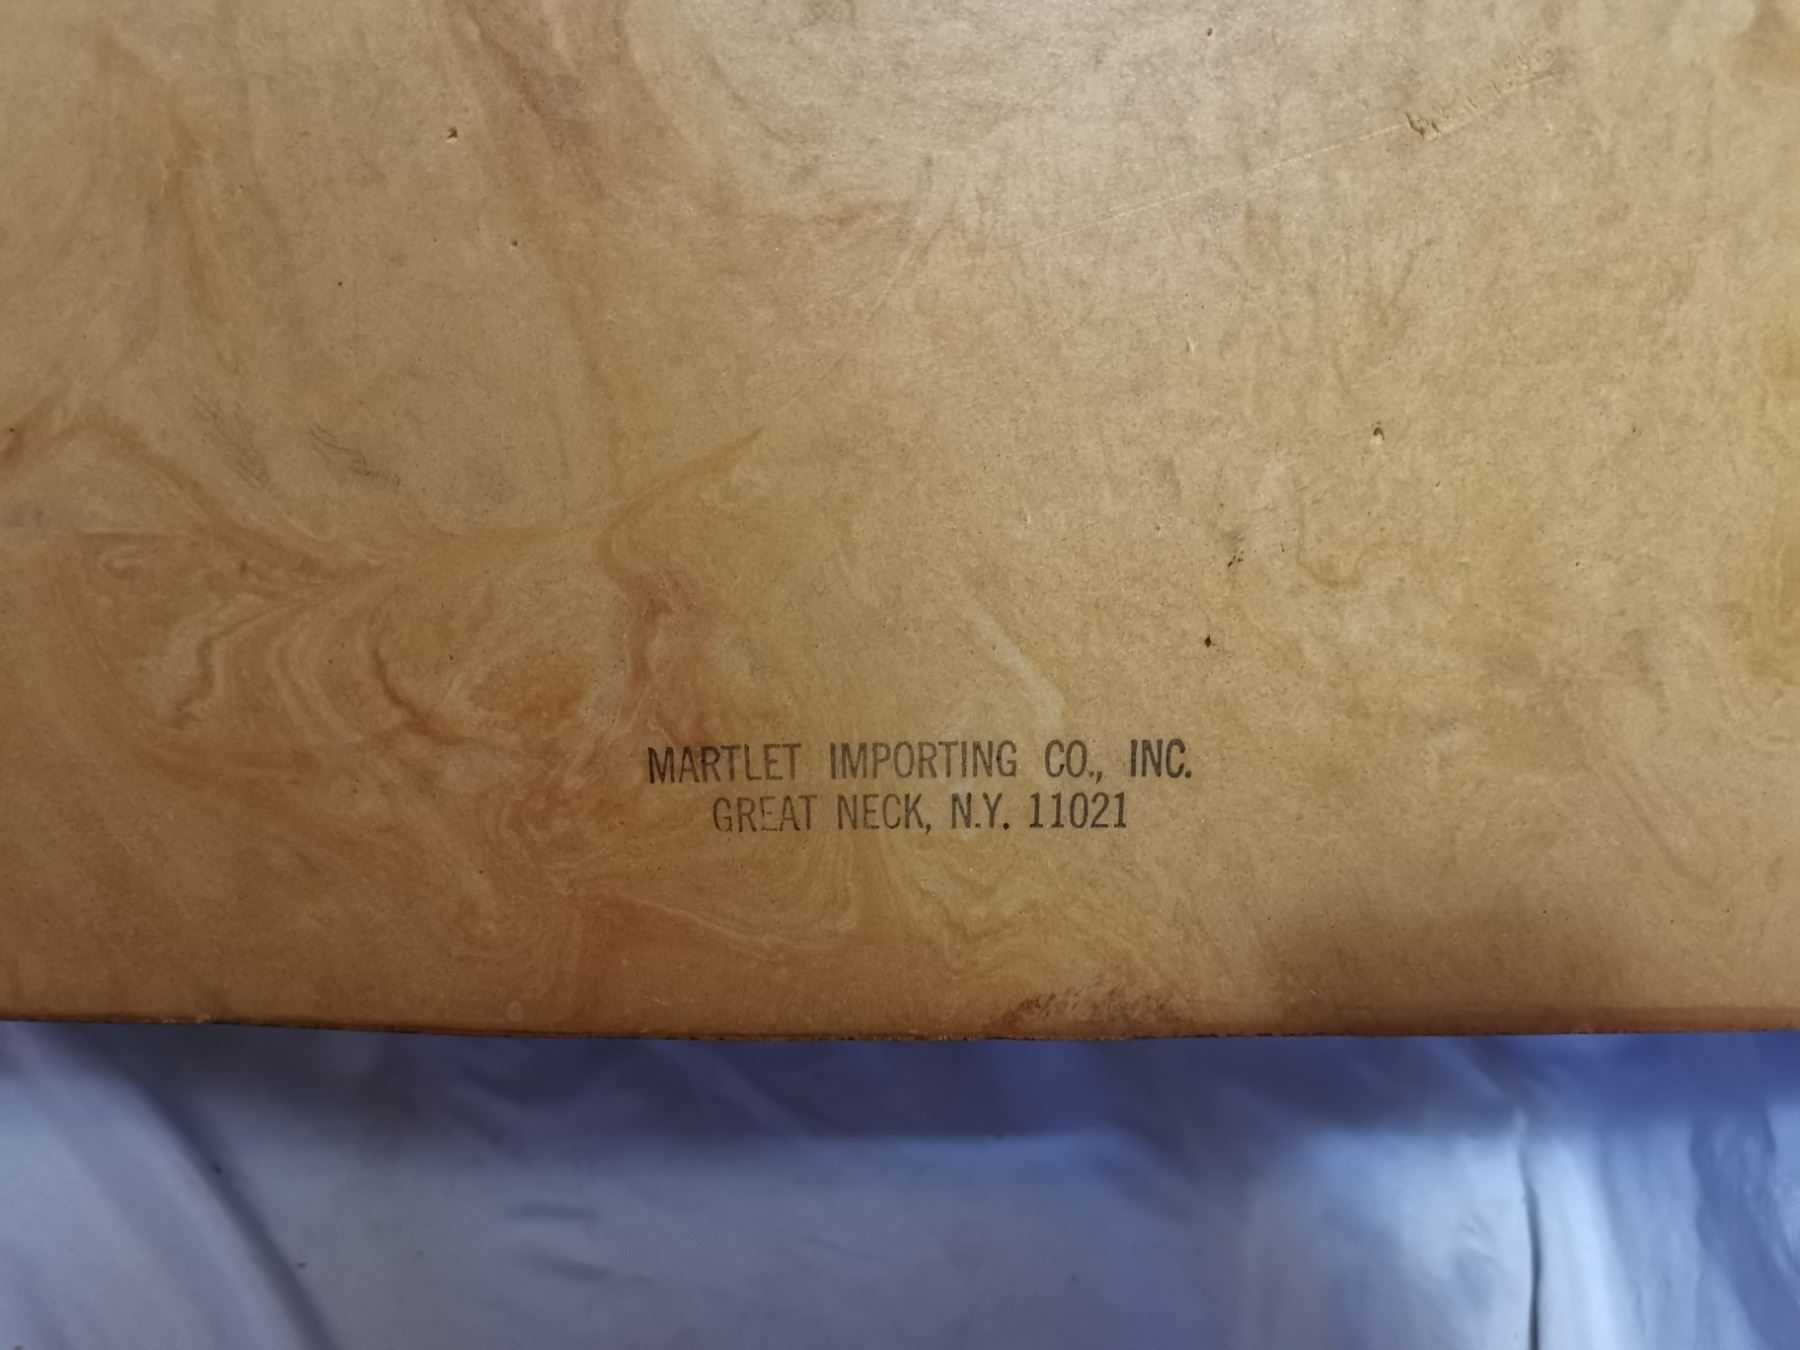 MARTLET IMPORTING CO., INC.
GREAT NECK, N.Y. 11021